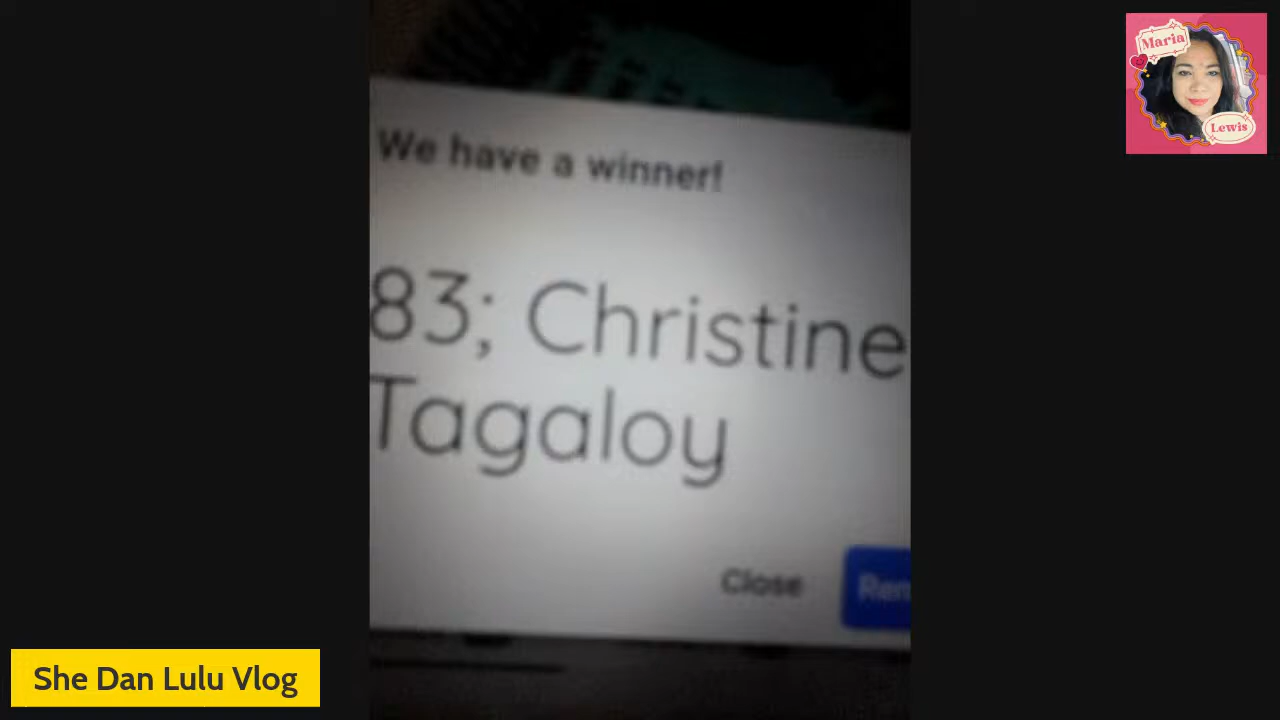 Maria
Lewis
We have a winner!
83; Christine
Tagaloy
Close
She Dan Lulu Vlog